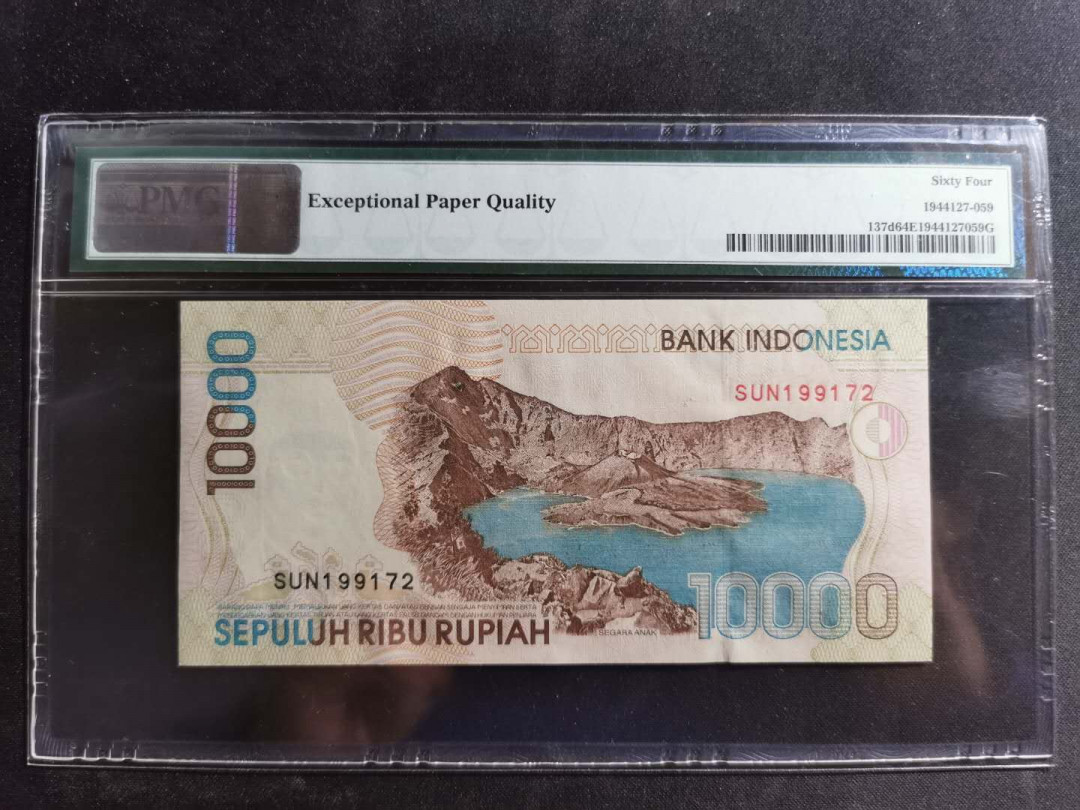 PMG
Exceptional Paper Quality
Sixty Four
1944127-059
137d64E1944127059G
10000
BANK INDONESIA
SUN199172
SUN199172
SEPULUH RIBU RUPIAH
SEGARA ANAK
10000